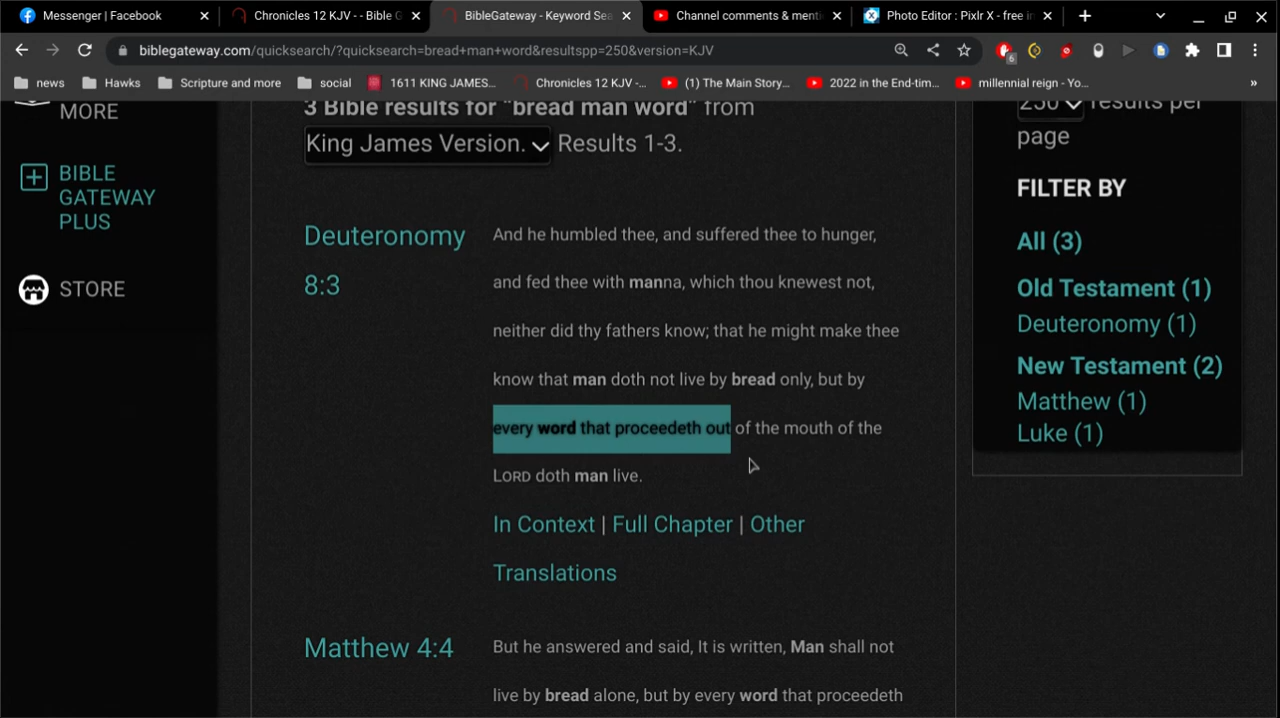 Messenger | Facebook
Chronicles 12 KJV - - Bible G
BibleGateway - Keyword Sea
Channel comments & menti
Photo Editor : Pixlr X - free i
biblegateway.com/quicksearch/?quicksearch=bread+man+word&resultspp=250&version=KJV
6
news
Hawks
Scripture and more
social
1611 KING JAMES...
Chronicles 12 KJV -...
(1) The Main Story...
2022 in the End-tim...
millennial reign - Yo...
»
MORE
BIBLE
GATEWAY
PLUS
STORE
3 Bible results for "bread man word" from
King James Version. Results 1-3.
Deuteronomy
8:3
And he humbled thee, and suffered thee to hunger,
and fed thee with manna, which thou knewest not,
neither did thy fathers know; that he might make thee
know that man doth not live by bread only, but by
every word that proceedeth out of the mouth of the
LORD doth man live.
In Context | Full Chapter | Other
Translations
Matthew 4:4
But he answered and said, It is written, Man shall not
live by bread alone, but by every word that proceedeth
250 results per
page
FILTER BY
All (3)
Old Testament (1)
Deuteronomy (1)
New Testament (2)
Matthew (1)
Luke (1)